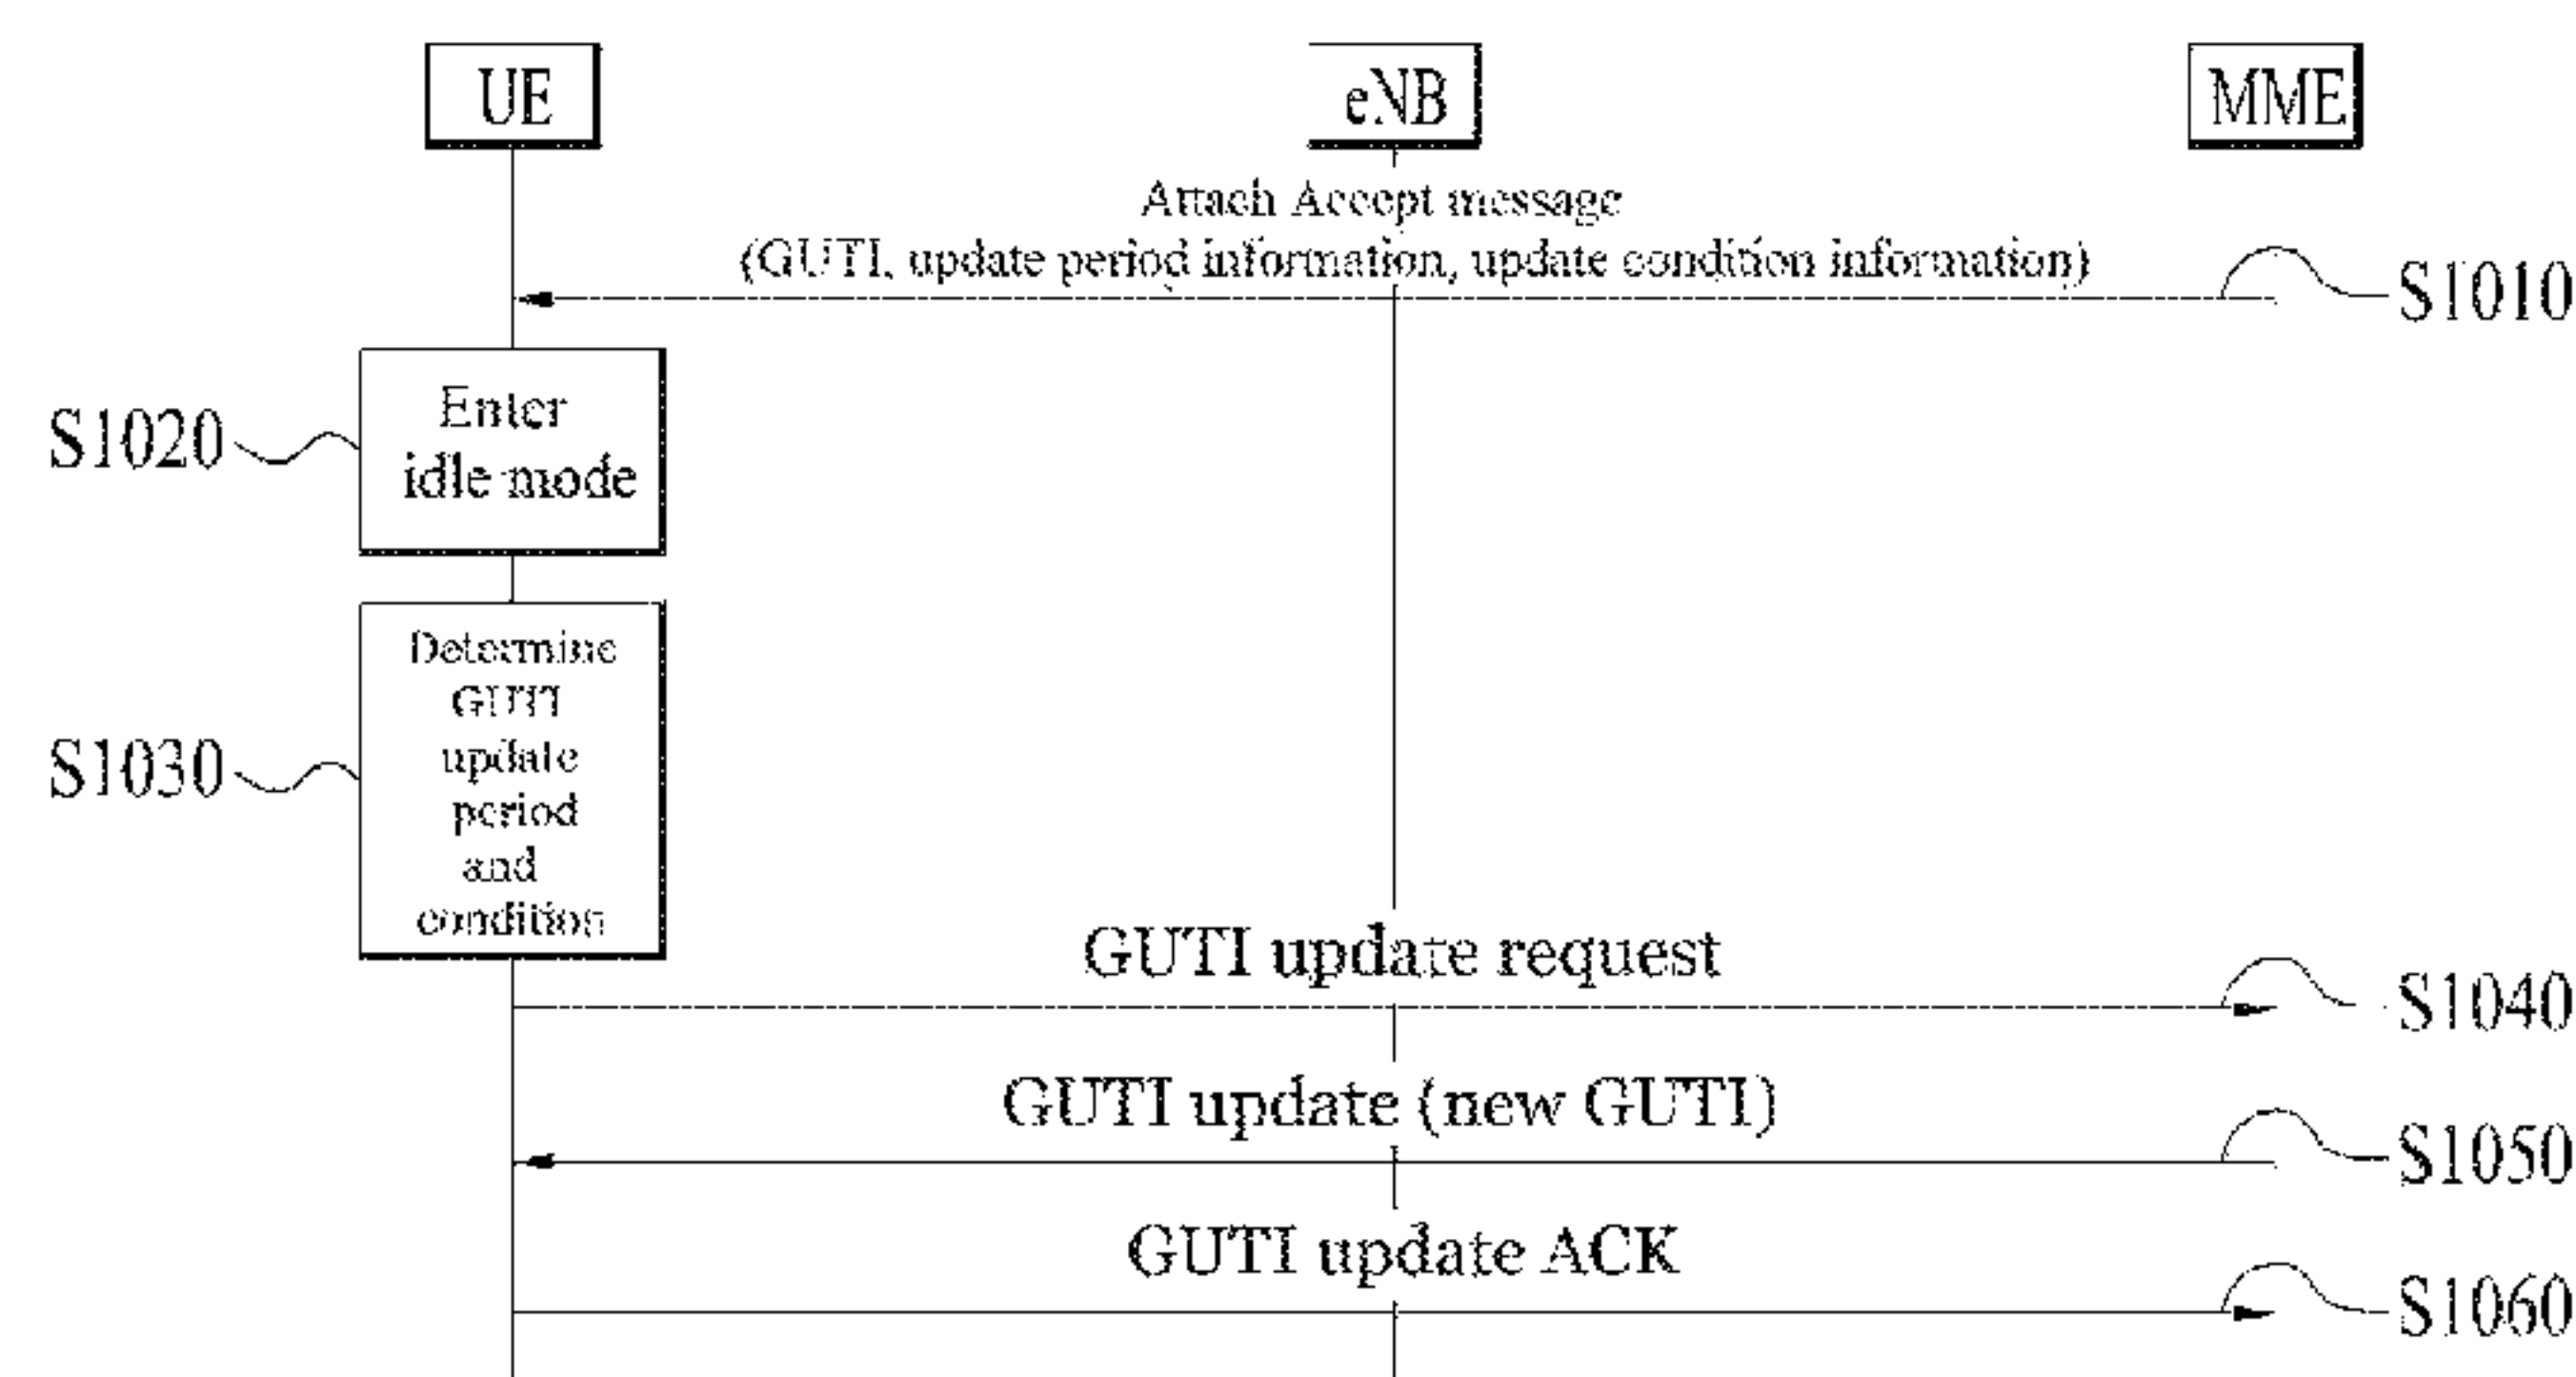 UE
eNB
MME
Attach Accept message
(GUTI, update period information, update condition information)
S1010
Enter
idle mode
S1020
Determine
GUTI
update
period
and
condition
S1030
GUTI update request
S1040
GUTI update (new GUTI)
S1050
GUTI update ACK
S1060